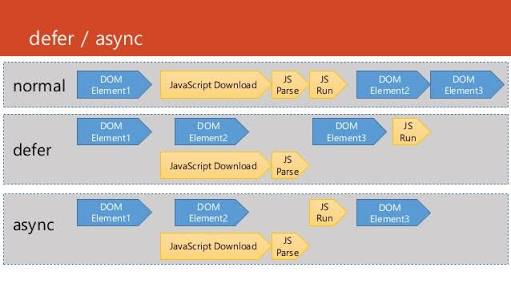 defer / async
normal
DOM
Element1
JavaScript Download
JS
Parse
JS
Run
DOM
Element2
DOM
Element3
defer
DOM
Element1
DOM
Element2
DOM
Element3
JS
Run
JavaScript Download
JS
Parse
async
DOM
Element1
DOM
Element2
JS
Run
DOM
Element3
JavaScript Download
JS
Parse